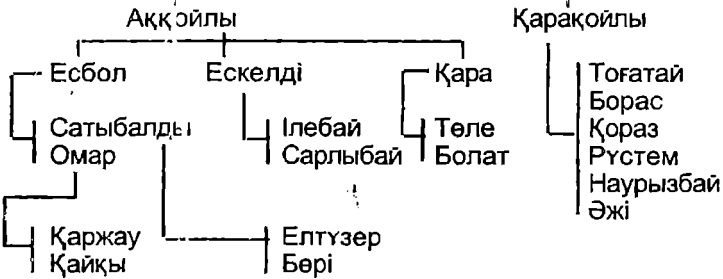 Аққойлы Қарақойлы
Есбол Ескелді Қара
Тоғатай
Борас
Қораз
Рүстем
Наурызбай
Әжі
Сатыбалды
Омар
Ілебай
Сарлыбай
Төле
Болат
Қаржау
Қайқы
Елтүзер
Бөрі